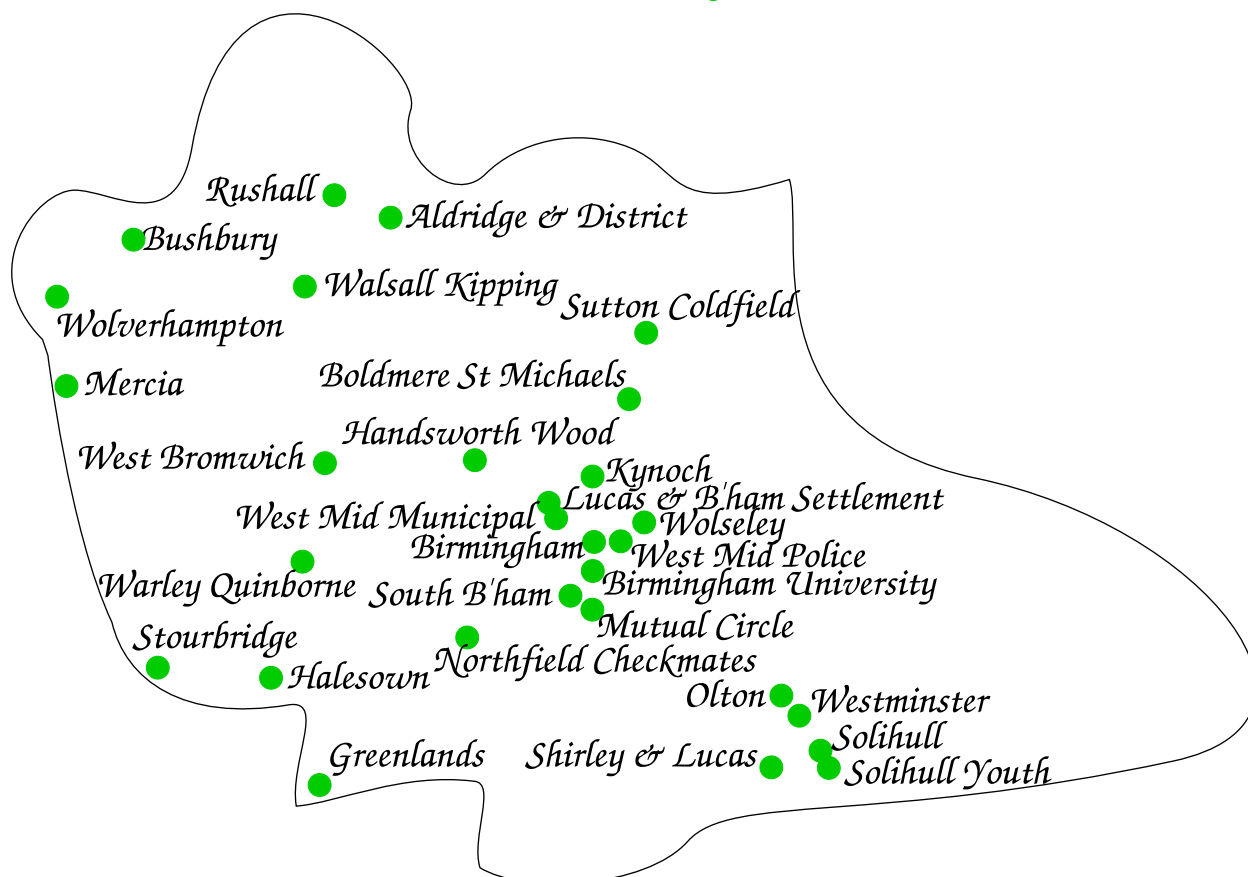 Rushall
Aldridge & District
Bushbury
Walsall Kipping
Sutton Coldfield
Wolverhampton
Boldmere St Michaels
Mercia
Handsworth Wood
West Bromwich
Kynoch
Lucas & B'ham Settlement
West Mid Municipal
Wolseley
Birmingham
West Mid Police
Warley Quinborne
Birmingham University
South B'ham
Mutual Circle
Stourbridge
Northfield Checkmates
Halesown
Olton
Westminster
Solihull
Greenlands
Shirley & Lucas
Solihull Youth